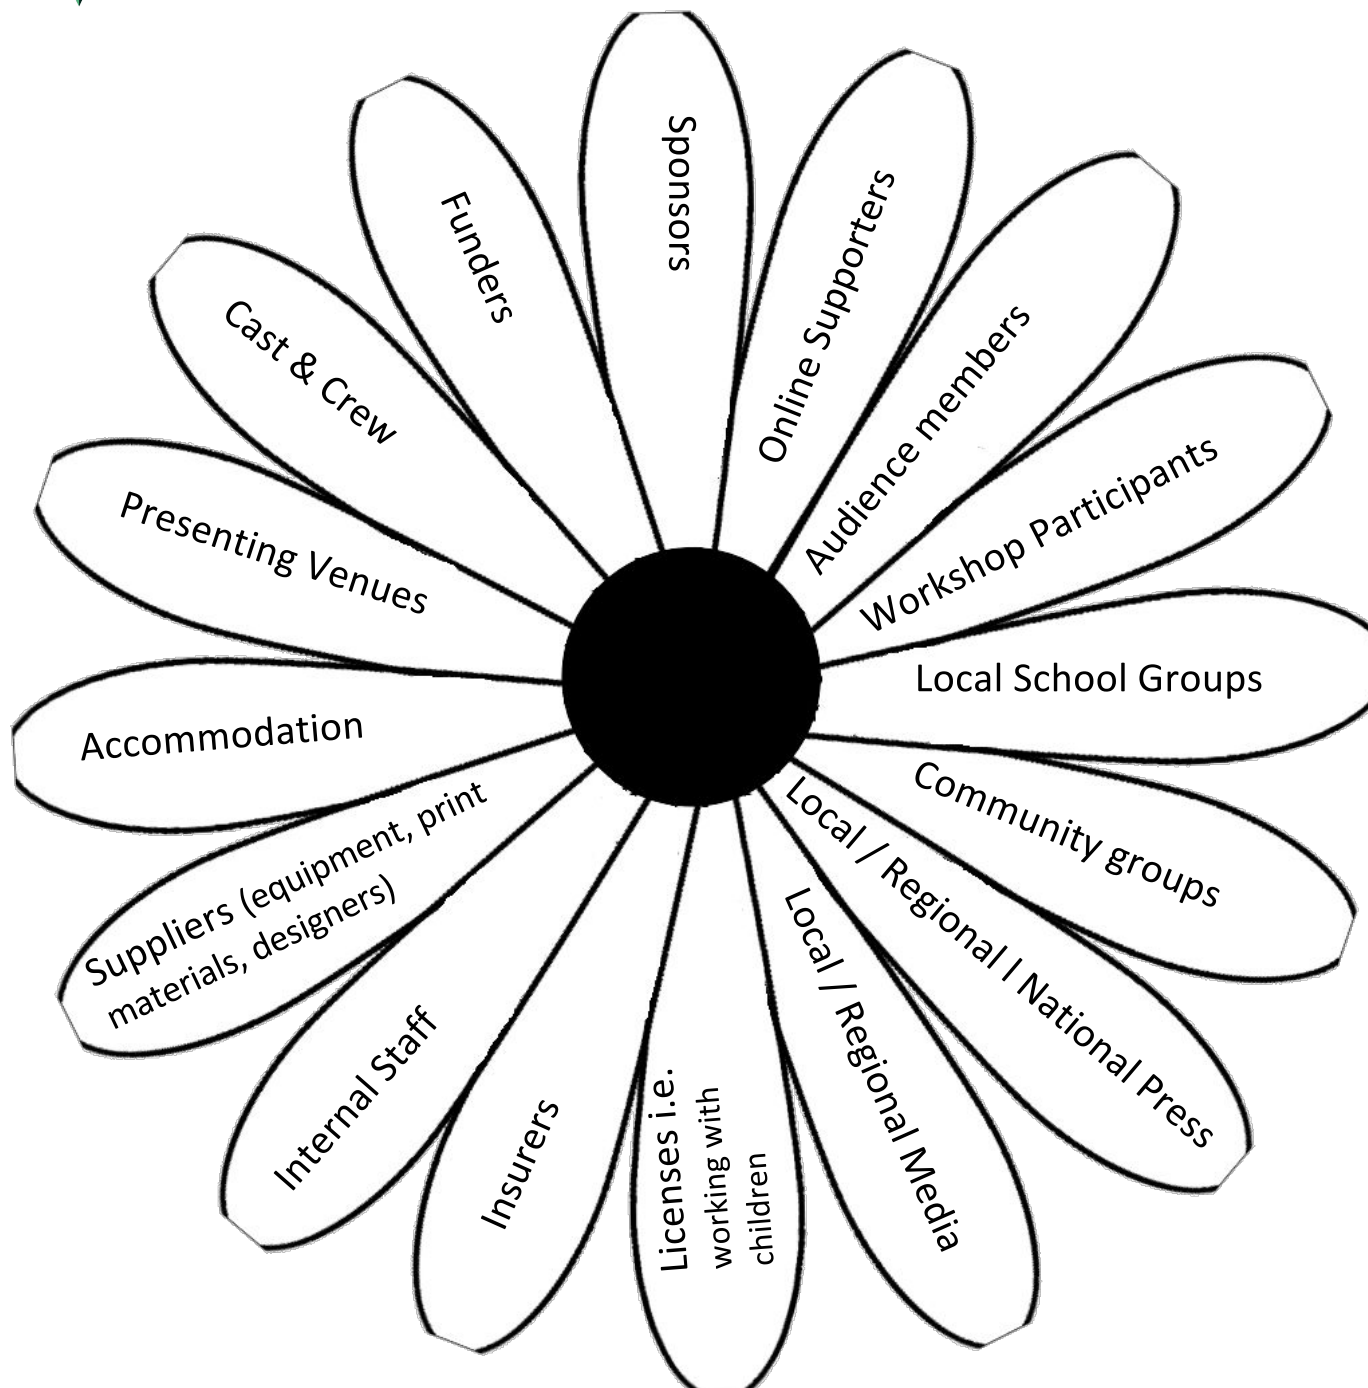 Sponsors
Online Supporters
Audience members
Workshop Participants
Local School Groups
Community groups
Local / Regional l National Press
Local / Regional Media
Licenses i.e.
working with
children
Insurers
Internal Staff
Suppliers (equipment, print
materials, designers)
Accommodation
Presenting Venues
Cast & Crew
Funders